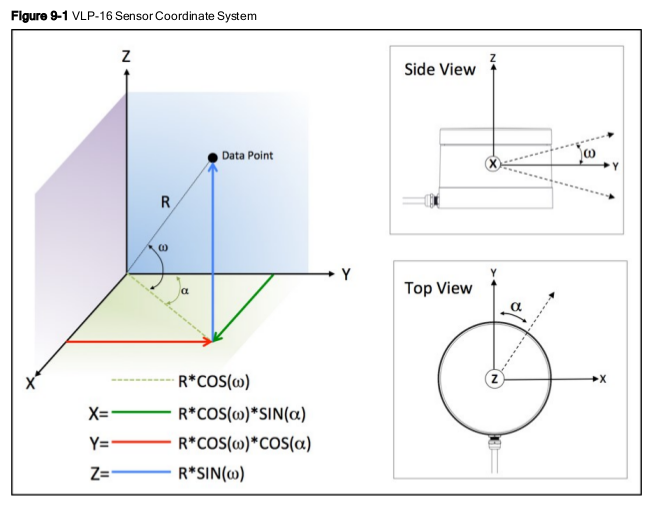 Figure 9-1 VLP-16 Sensor Coordinate System
Z
Data Point
R
ω
α
Y
X
R*COS(ω)
X= R*COS(ω)*SIN(α)
Y= R*COS(ω)*COS(α)
Z= R*SIN(ω)
Side View
Z
X
ω
Y
Top View
Y
α
Z
X